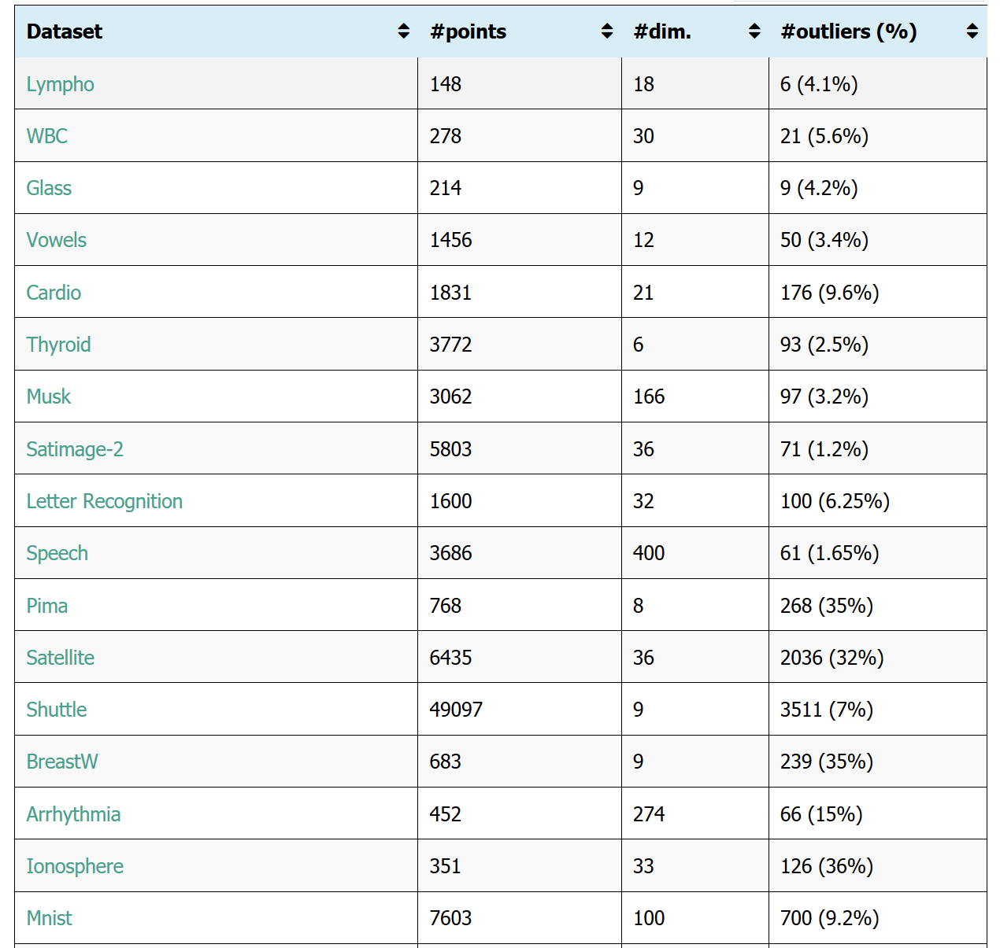 Dataset #points #dim. #outliers (%)
Lympho 148 18 6 (4.1%)
WBC 278 30 21 (5.6%)
Glass 214 9 9 (4.2%)
Vowels 1456 12 50 (3.4%)
Cardio 1831 21 176 (9.6%)
Thyroid 3772 6 93 (2.5%)
Musk 3062 166 97 (3.2%)
Satimage-2 5803 36 71 (1.2%)
Letter Recognition 1600 32 100 (6.25%)
Speech 3686 400 61 (1.65%)
Pima 768 8 268 (35%)
Satellite 6435 36 2036 (32%)
Shuttle 49097 9 3511 (7%)
BreastW 683 9 239 (35%)
Arrhythmia 452 274 66 (15%)
Ionosphere 351 33 126 (36%)
Mnist 7603 100 700 (9.2%)